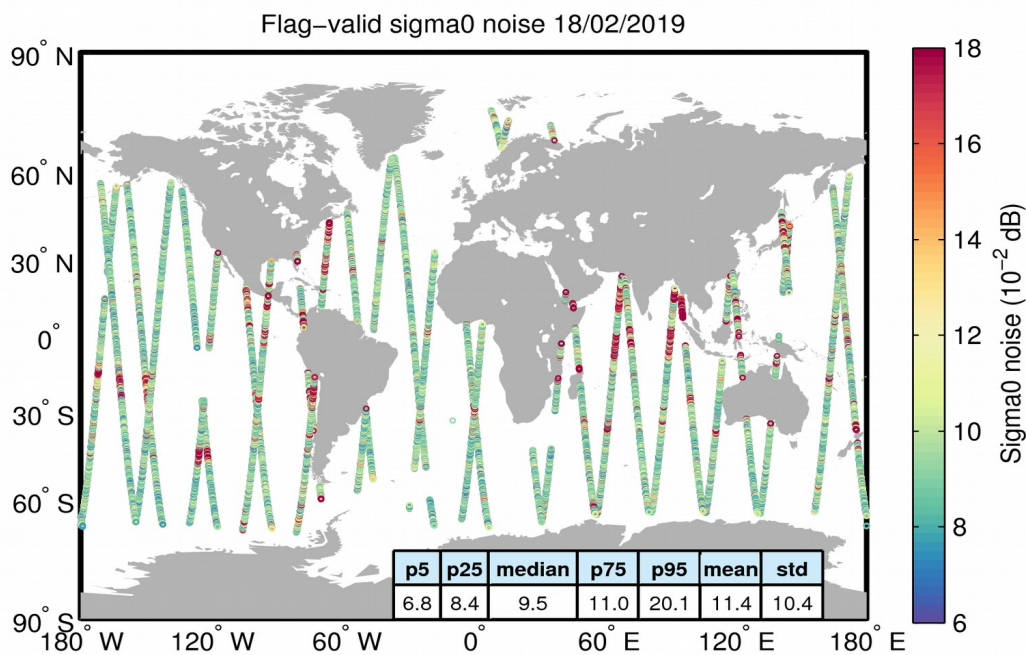 Flag−valid sigma0 noise 18/02/2019
90° N
60° N
30° N
0°
30° S
60° S
90° S
180° W
120° W
60° W
0°
60° E
120° E
180° E
p5 p25 median p75 p95 mean std
6.8 8.4 9.5 11.0 20.1 11.4 10.4
18
16
14
12
10
8
6
Sigma0 noise (10⁻² dB)